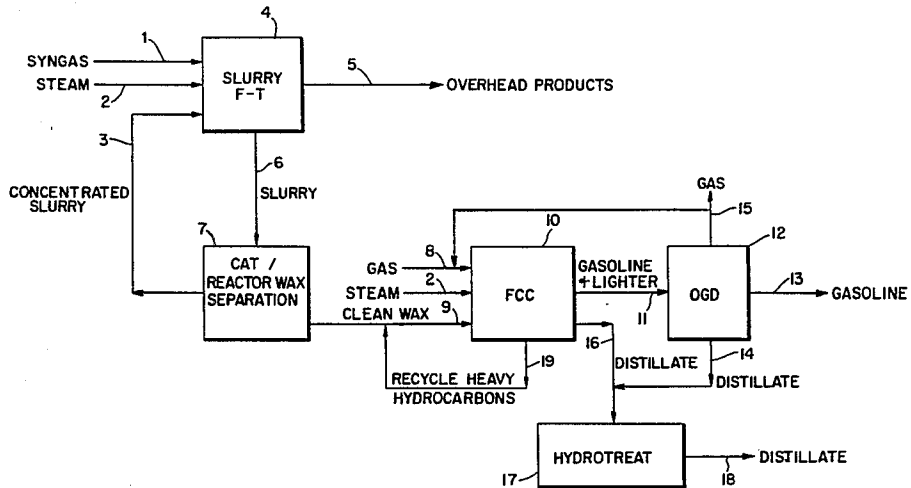 4
1
SYNGAS
5
STEAM
SLURRY
F-T
OVERHEAD PRODUCTS
2
3
6
CONCENTRATED
SLURRY
SLURRY
GAS
15
7
10
12
CAT /
REACTOR WAX
SEPARATION
8
GAS
GASOLINE
+LIGHTER
13
STEAM
2
FCC
OGD
GASOLINE
CLEAN WAX
9
11
16
14
19
DISTILLATE
DISTILLATE
RECYCLE HEAVY
HYDROCARBONS
HYDROTREAT
DISTILLATE
17
18